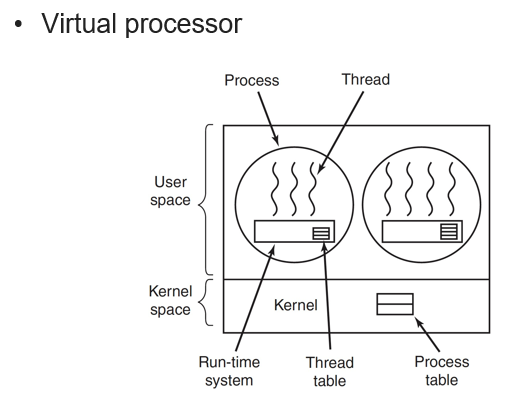 • Virtual processor
Process
Thread
User
space
Kernel
space
Kernel
Run-time
system
Thread
table
Process
table